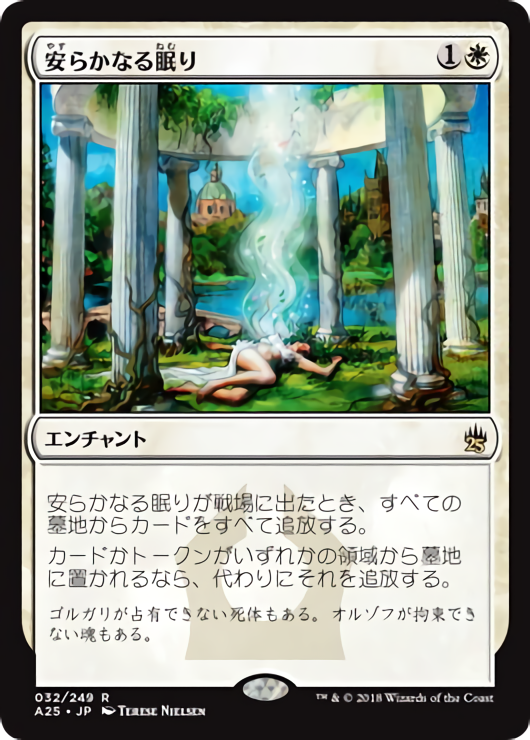 安らかなる眠り
やす
ねむ
1
エンチャント
25
安らかなる眠りが戦場に出たとき、すべての
墓地からカードをすべて追放する。
カードかトークンがいずれかの領域から墓地
に置かれるなら、代わりにそれを追放する。
ゴルガリが占有できない死体もある。オルゾフが拘束でき
ない魂もある。
032/249 R
A25 • JP Terese Nielsen
™ & © 2018 Wizards of the Coast